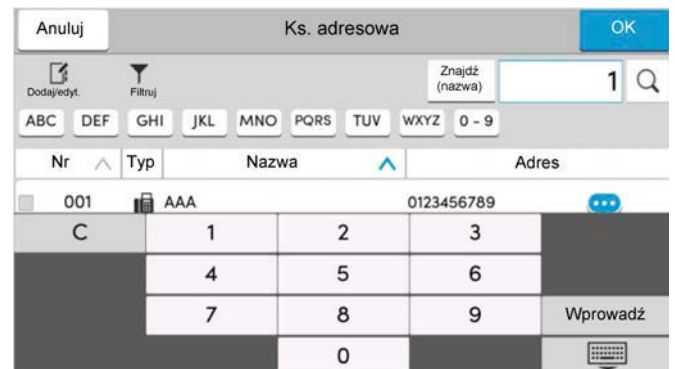 Anuluj Ks. adresowa OK
Dodaj/edyt. Filtruj Znajdź (nazwa) 1
ABC DEF GHI JKL MNO PQRS TUV WXYZ 0 - 9
Nr Typ Nazwa Adres
001 AAA 0123456789
C 1 2 3
4 5 6
7 8 9 Wprowadź
0